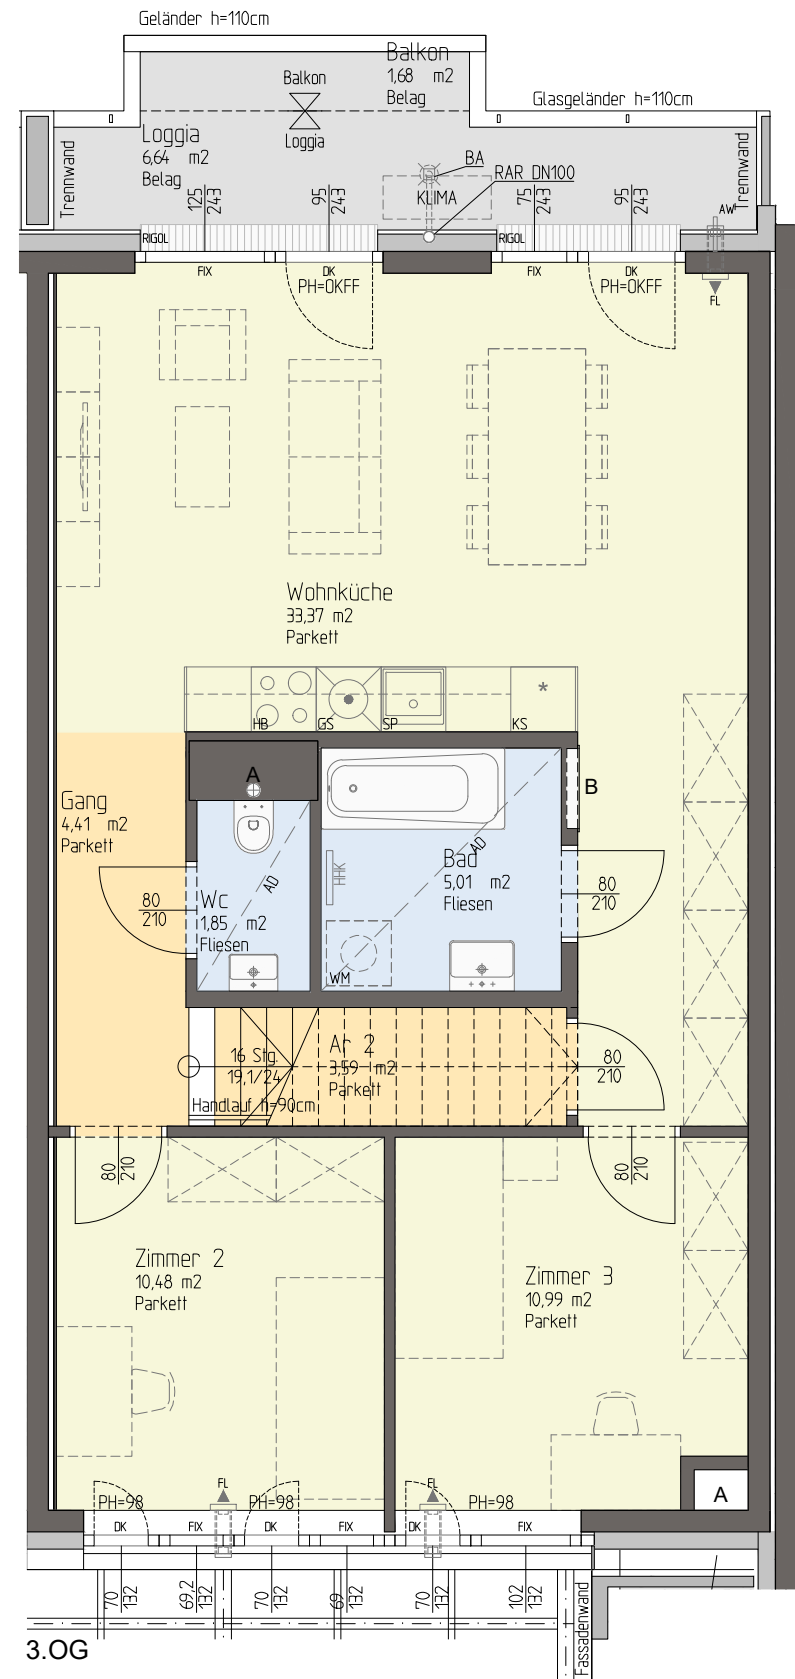 Geländer h=110cm
Balkon
1,68 m2
Belag
Balkon
Loggia
Glasgeländer h=110cm
Loggia
6,64 m2
Belag
Trennwand
Trennwand
BA
RAR DN100
KLIMA
125
243
95
243
75
243
95
243
AW
RIGOL
RIGOL
FIX
DK
FIX
DK
PH=OKFF
PH=OKFF
FL
Wohnküche
33,37 m2
Parkett
HB
GS
SP
KS
*
A
B
Gang
4,41 m2
Parkett
Bad
5,01 m2
Fliesen
AD
AD
HHK
WM
80
210
Wc
1,85 m2
Fliesen
80
210
Ar 2
3,59 m2
Parkett
16 Stg.
19,1/24
Handlauf h=90cm
80
210
80
210
80
210
Zimmer 2
10,48 m2
Parkett
Zimmer 3
10,99 m2
Parkett
A
FL
FL
PH=98
PH=98
PH=98
DK
FIX
DK
FIX
DK
FIX
70
132
69,2
132
70
132
69
132
70
132
102
132
Fassadenwand
3.OG